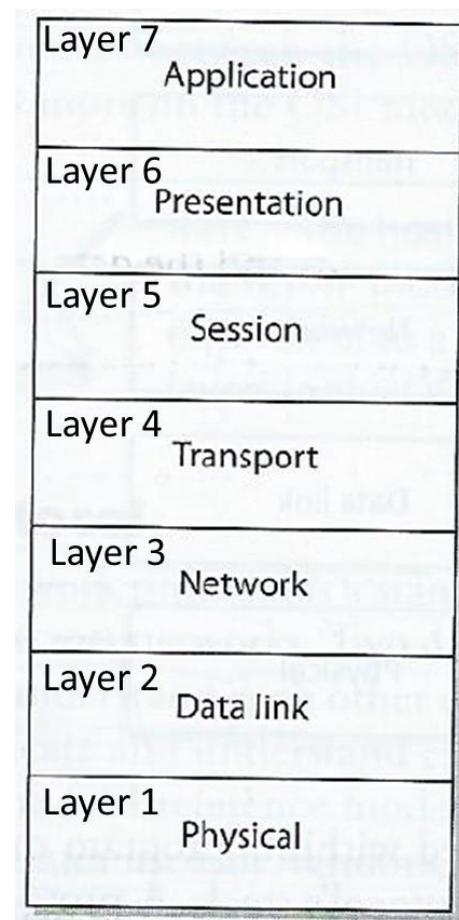 Layer 7
Application
Layer 6
Presentation
Layer 5
Session
Layer 4
Transport
Layer 3
Network
Layer 2
Data link
Layer 1
Physical